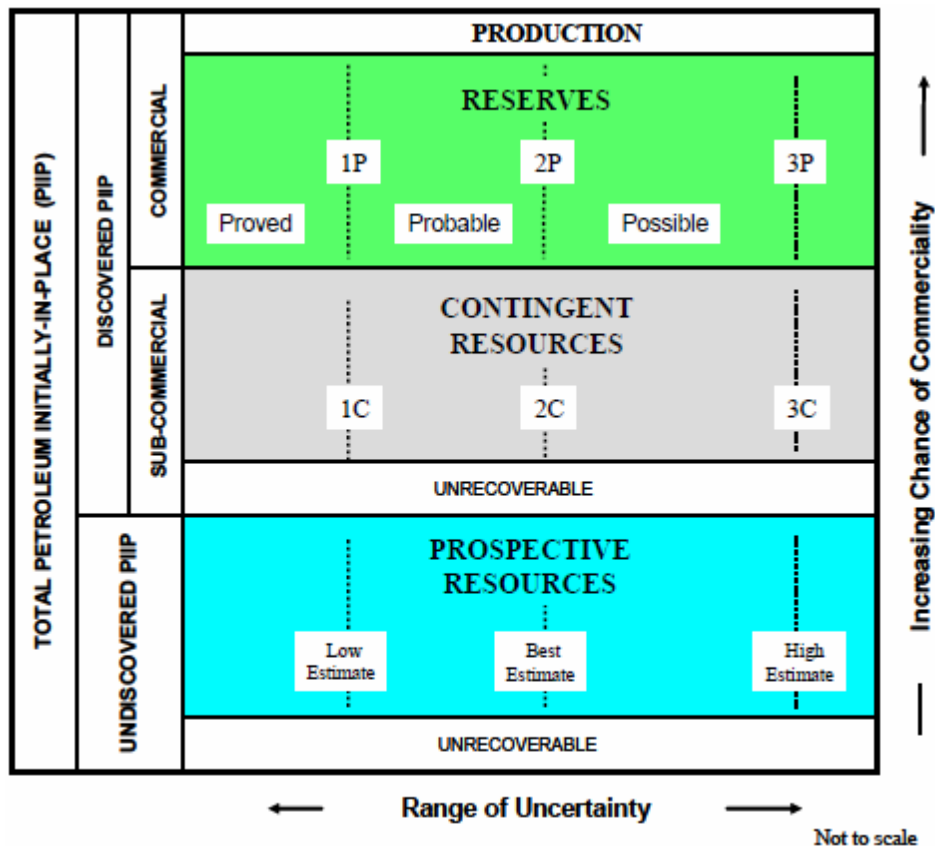 TOTAL PETROLEUM INITIALLY-IN-PLACE (PIIP)
DISCOVERED PIIP
UNDISCOVERED PIIP
COMMERCIAL
SUB-COMMERCIAL
PRODUCTION
RESERVES
1P
2P
3P
Proved
Probable
Possible
CONTINGENT
RESOURCES
1C
2C
3C
UNRECOVERABLE
PROSPECTIVE
RESOURCES
Low
Estimate
Best
Estimate
High
Estimate
UNRECOVERABLE
Increasing Chance of Commerciality
Range of Uncertainty
Not to scale